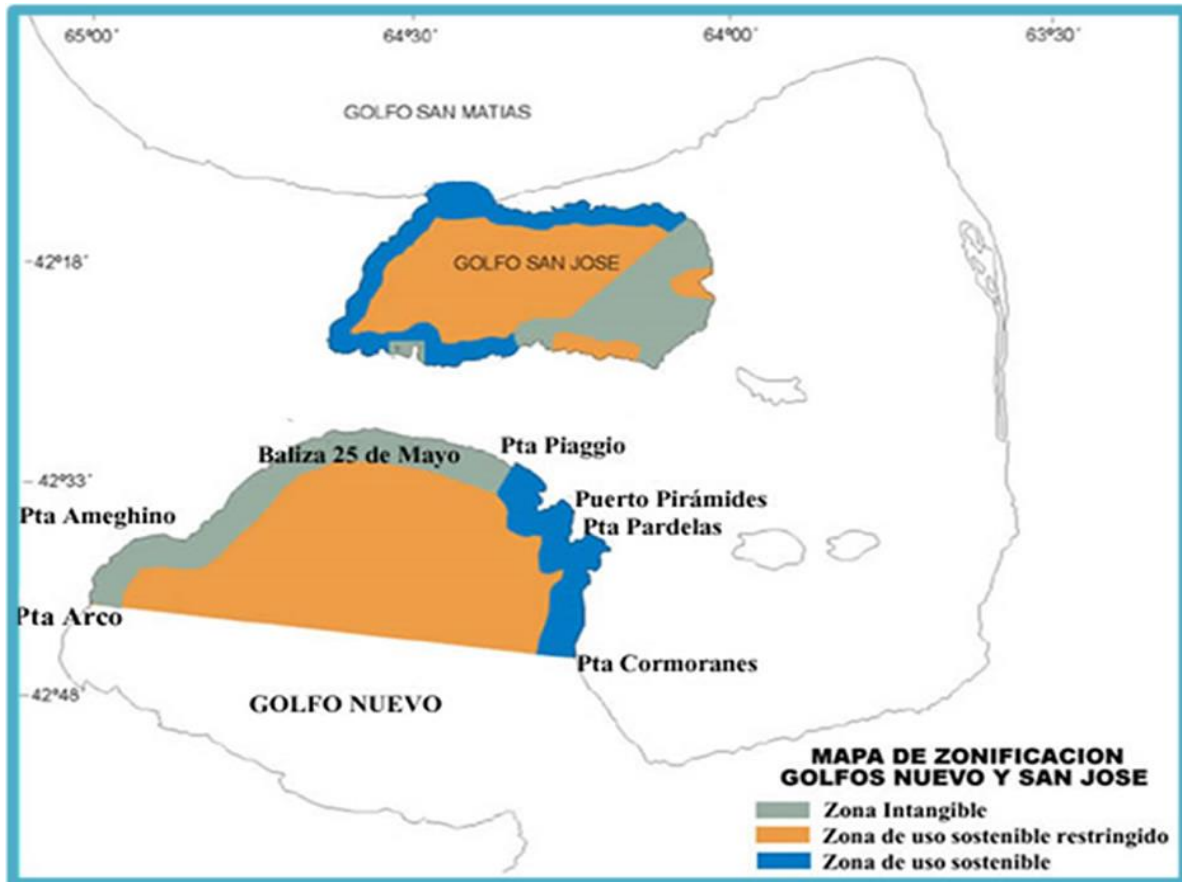 65º00´
64º30´
64º00´
63º30´
GOLFO SAN MATIAS
42º18´
GOLFO SAN JOSE
Baliza 25 de Mayo
Pta Piaggio
42º33´
Puerto Pirámides
Pta Ameghino
Pta Pardelas
Pta Arco
Pta Cormoranes
42º48´
GOLFO NUEVO
MAPA DE ZONIFICACION
GOLFOS NUEVO Y SAN JOSE
Zona Intangible
Zona de uso sostenible restringido
Zona de uso sostenible